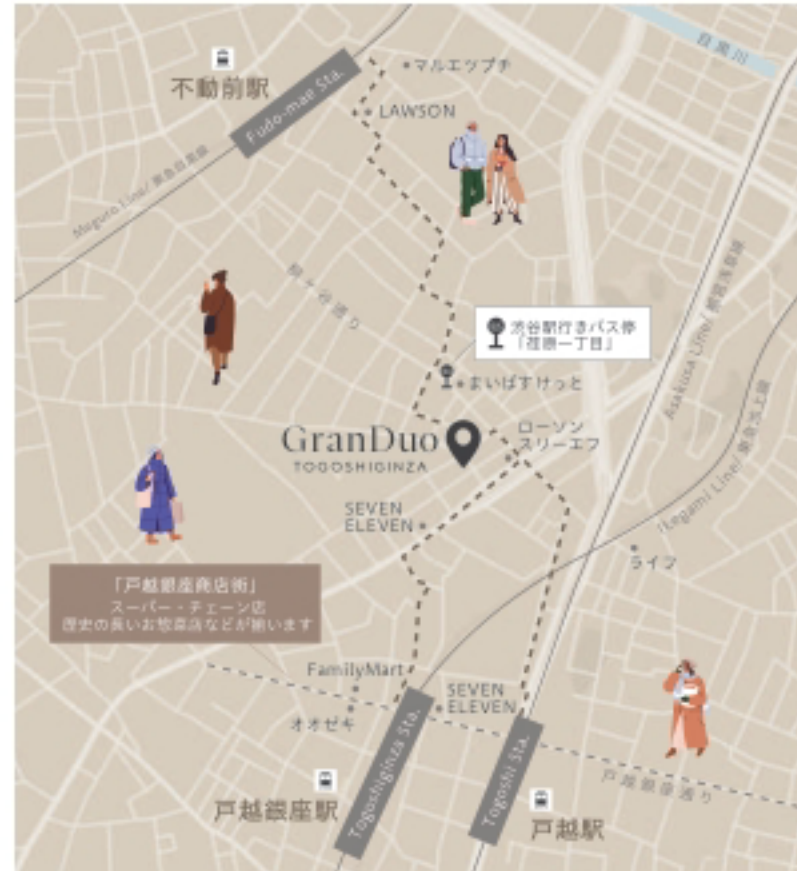 目黒川
マルエツプチ
不動前駅
Fudo-mae Sta.
LAWSON
Meguro Line/ 東急目黒線
渋谷駅行きバス停
「荏原一丁目」
Asakusa Line/ 都営浅草線
まいばすけっと
GranDuo
TOGOSHIGINZA
ローソン
スリーエフ
Ikegami Line/ 東急池上線
SEVEN
ELEVEN
ライフ
「戸越銀座商店街」
スーパー・チェーン店
歴史の長いお惣菜店などが揃います
FamilyMart
SEVEN
ELEVEN
オオゼキ
Togoshiginza Sta.
Togoshi Sta.
戸越銀座通り
戸越銀座駅
戸越駅